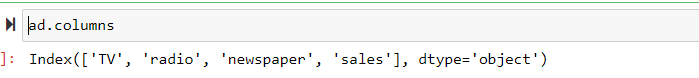 ad.columns
]: Index(['TV', 'radio', 'newspaper', 'sales'], dtype='object')